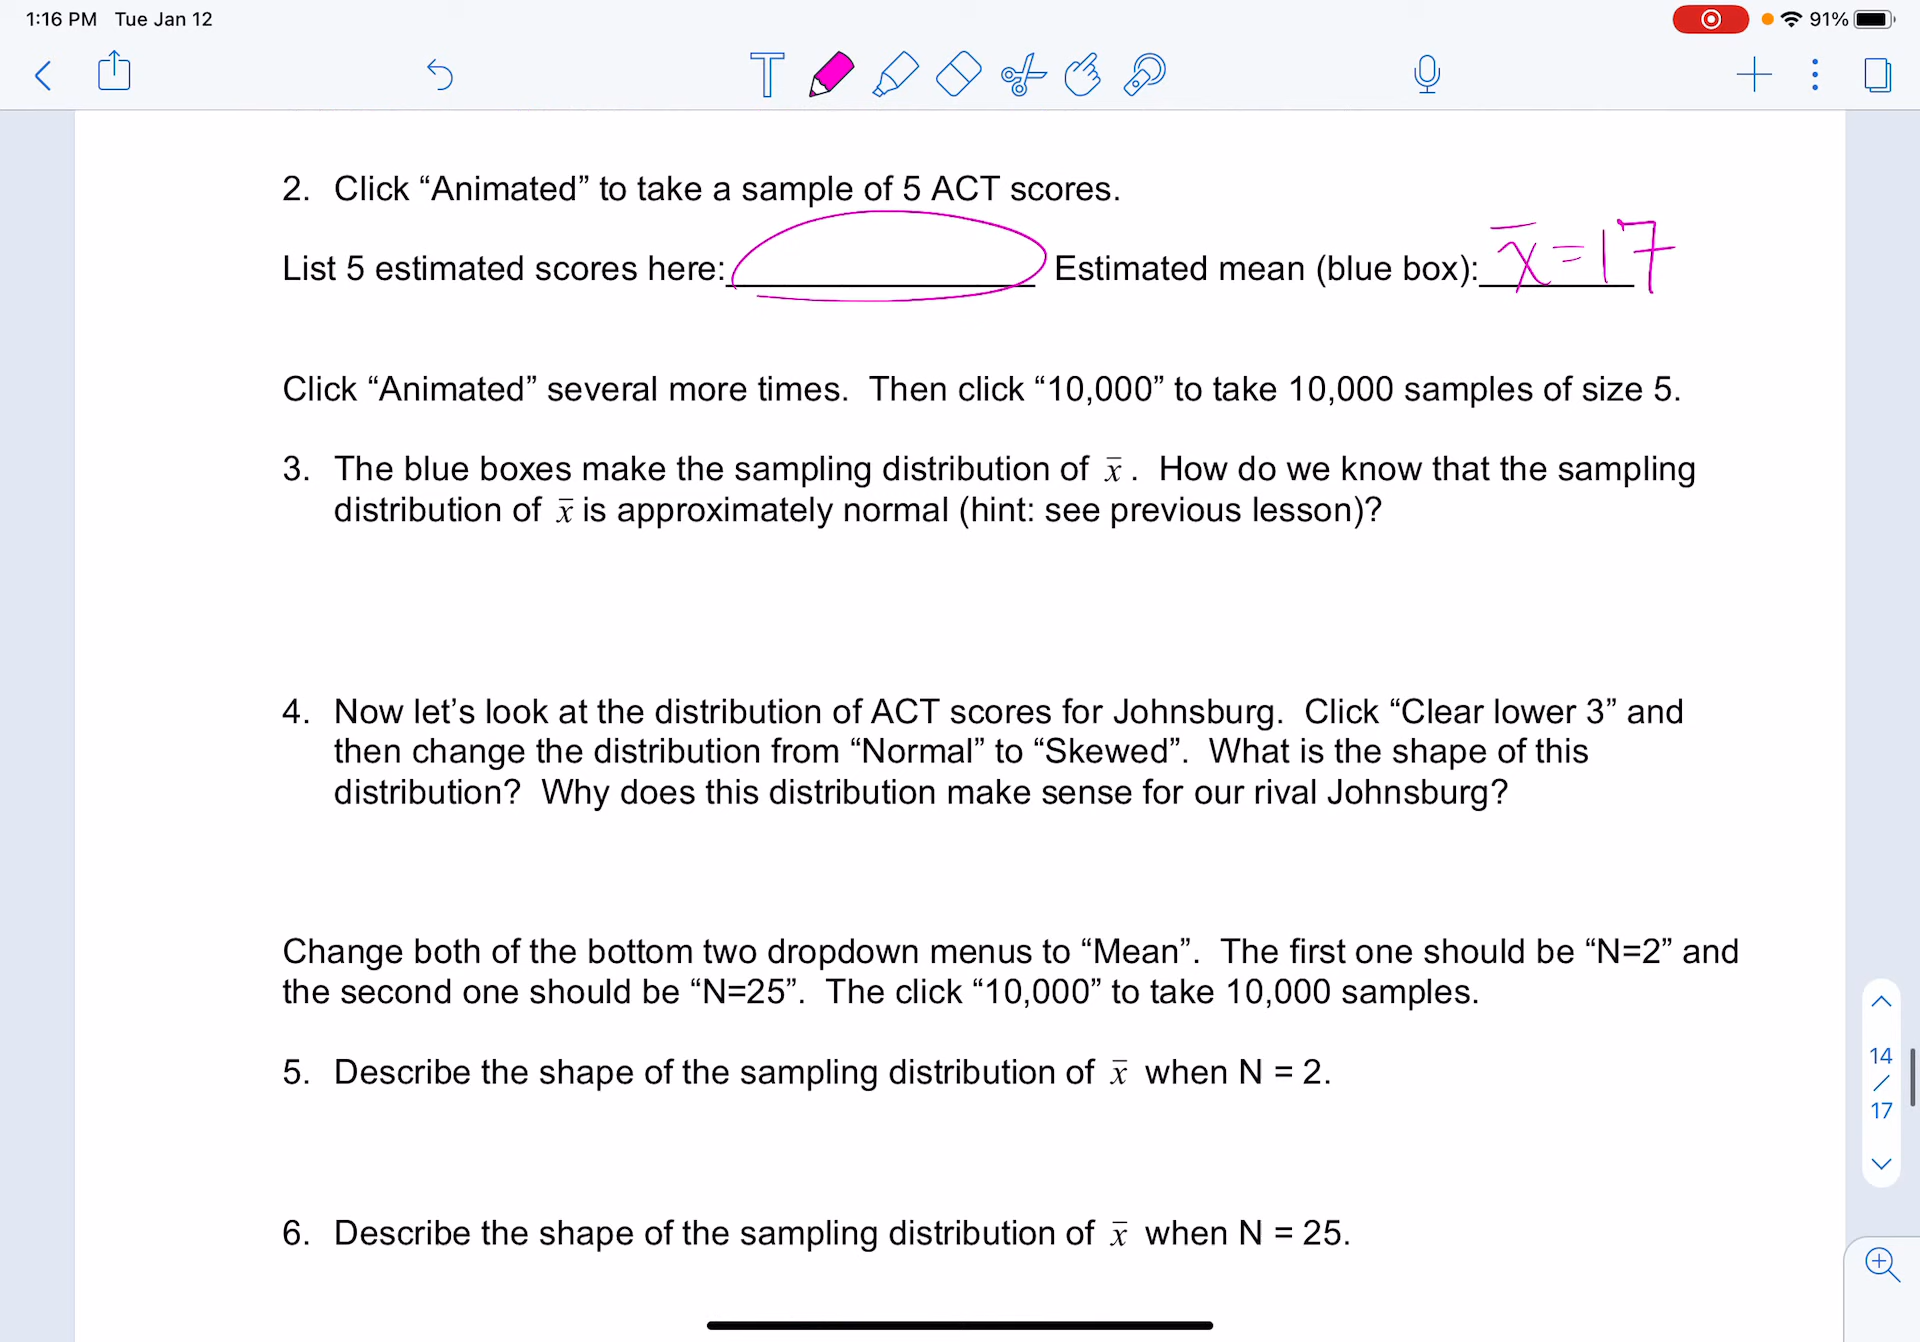 1:16 PM Tue Jan 12
91%
2. Click “Animated” to take a sample of 5 ACT scores.
List 5 estimated scores here:____________ Estimated mean (blue box):______ x̅ = 17
Click “Animated” several more times. Then click “10,000” to take 10,000 samples of size 5.
3. The blue boxes make the sampling distribution of x̅ . How do we know that the sampling
distribution of x̅ is approximately normal (hint: see previous lesson)?
4. Now let’s look at the distribution of ACT scores for Johnsburg. Click “Clear lower 3” and
then change the distribution from “Normal” to “Skewed”. What is the shape of this
distribution? Why does this distribution make sense for our rival Johnsburg?
Change both of the bottom two dropdown menus to “Mean”. The first one should be “N=2” and
the second one should be “N=25”. The click “10,000” to take 10,000 samples.
5. Describe the shape of the sampling distribution of x̅ when N = 2.
6. Describe the shape of the sampling distribution of x̅ when N = 25.
14
/
17